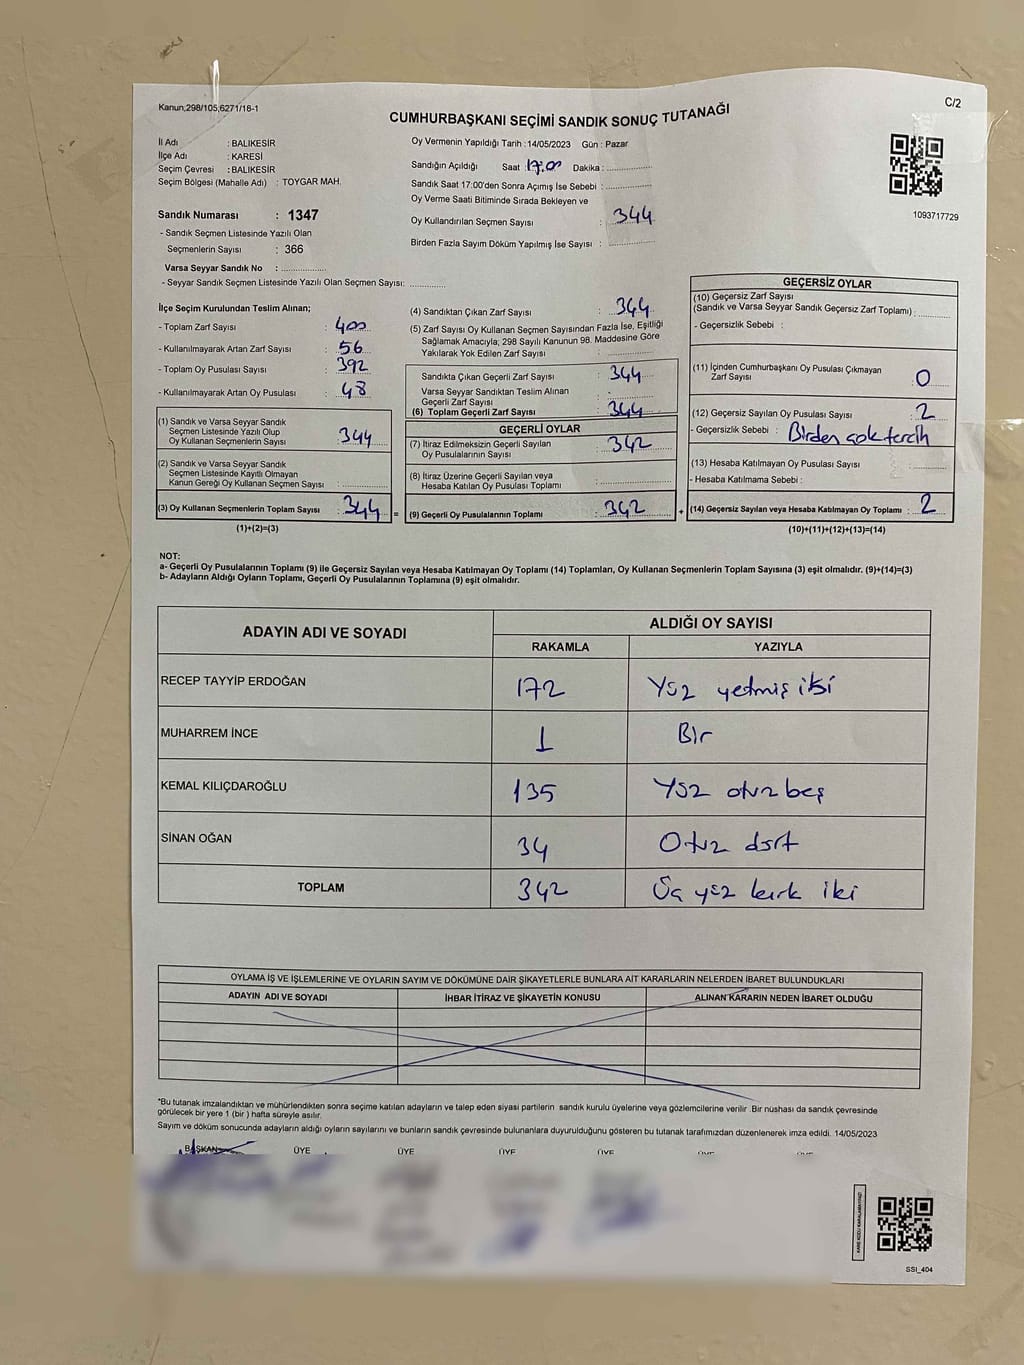 Kanun;298/105,6271/18-1
C/2
CUMHURBAŞKANI SEÇİMİ SANDIK SONUÇ TUTANAĞI
İl Adı : BALIKESİR
İlçe Adı : KARESİ
Seçim Çevresi : BALIKESİR
Seçim Bölgesi (Mahalle Adı) : TOYGAR MAH.
Sandık Numarası : 1347
- Sandık Seçmen Listesinde Yazılı Olan
Seçmenlerin Sayısı : 366
Varsa Seyyar Sandık No : ..................
- Seyyar Sandık Seçmen Listesinde Yazılı Olan Seçmen Sayısı: .............
Oy Vermenin Yapıldığı Tarih : 14/05/2023 Gün : Pazar
Sandığın Açıldığı Saat : 17:00 Dakika : ..................
Sandık Saat 17:00'den Sonra Açımış İse Sebebi : ..................
Oy Verme Saati Bitiminde Sırada Bekleyen ve
Oy Kullandırılan Seçmen Sayısı : 344
Birden Fazla Sayım Döküm Yapılmış İse Sayısı : ..................
1093717729
İlçe Seçim Kurulundan Teslim Alınan;
- Toplam Zarf Sayısı : 400
- Kullanılmayarak Artan Zarf Sayısı : 56
- Toplam Oy Pusulası Sayısı : 392
- Kullanılmayarak Artan Oy Pusulası : 48
(1) Sandık ve Varsa Seyyar Sandık
Seçmen Listesinde Yazılı Olup
Oy Kullanan Seçmenlerin Sayısı : 344
(2) Sandık ve Varsa Seyyar Sandık
Seçmen Listesinde Kayıtlı Olmayan
Kanun Gereği Oy Kullanan Seçmen Sayısı : ..................
(3) Oy Kullanan Seçmenlerin Toplam Sayısı : 344
(1)+(2)=(3)
=
(4) Sandıktan Çıkan Zarf Sayısı : 344
(5) Zarf Sayısı Oy Kullanan Seçmen Sayısından Fazla İse, Eşitliği
Sağlamak Amacıyla; 298 Sayılı Kanunun 98. Maddesine Göre
Yakılarak Yok Edilen Zarf Sayısı : ..................
Sandıkta Çıkan Geçerli Zarf Sayısı : 344
Varsa Seyyar Sandıktan Teslim Alınan
Geçerli Zarf Sayısı : ..................
(6) Toplam Geçerli Zarf Sayısı : 344
GEÇERLİ OYLAR
(7) İtiraz Edilmeksizin Geçerli Sayılan
Oy Pusulalarının Sayısı : 342
(8) İtiraz Üzerine Geçerli Sayılan veya
Hesaba Katılan Oy Pusulası Toplamı : ..................
(9) Geçerli Oy Pusulalarının Toplamı : 342
+
GEÇERSİZ OYLAR
(10) Geçersiz Zarf Sayısı
(Sandık ve Varsa Seyyar Sandık Geçersiz Zarf Toplamı) : ..........
- Geçersizlik Sebebi :
(11) İçinden Cumhurbaşkanı Oy Pusulası Çıkmayan
Zarf Sayısı : 0
(12) Geçersiz Sayılan Oy Pusulası Sayısı : 2
- Geçersizlik Sebebi : Birden çok tercih
(13) Hesaba Katılmayan Oy Pusulası Sayısı : ..........
- Hesaba Katılmama Sebebi :
(14) Geçersiz Sayılan veya Hesaba Katılmayan Oy Toplamı : 2
(10)+(11)+(12)+(13)=(14)
NOT:
a- Geçerli Oy Pusulalarının Toplamı (9) ile Geçersiz Sayılan veya Hesaba Katılmayan Oy Toplamı (14) Toplamları, Oy Kullanan Seçmenlerin Toplam Sayısına (3) eşit olmalıdır. (9)+(14)=(3)
b- Adayların Aldığı Oyların Toplamı, Geçerli Oy Pusulalarının Toplamına (9) eşit olmalıdır.
ADAYIN ADI VE SOYADI
ALDIĞI OY SAYISI
RAKAMLA YAZIYLA
RECEP TAYYİP ERDOĞAN 172 Yüz yetmiş iki
MUHARREM İNCE 1 Bir
KEMAL KILIÇDAROĞLU 135 Yüz otuz beş
SİNAN OĞAN 34 Otuz dört
TOPLAM 342 Üç yüz kırk iki
OYLAMA İŞ VE İŞLEMLERİNE VE OYLARIN SAYIM VE DÖKÜMÜNE DAİR ŞİKAYETLERLE BUNLARA AİT KARARLARIN NELERDEN İBARET BULUNDUKLARI
ADAYIN ADI VE SOYADI İHBAR İTİRAZ VE ŞİKAYETİN KONUSU ALINAN KARARIN NEDEN İBARET OLDUĞU
*Bu tutanak imzalandıktan ve mühürlendikten sonra seçime katılan adayların ve talep eden siyasi partilerin sandık kurulu üyelerine veya gözlemcilerine verilir .Bir nüshası da sandık çevresinde
görülecek bir yere 1 (bir ) hafta süreyle asılır.
Sayım ve döküm sonucunda adayların aldığı oyların sayılarını ve bunların sandık çevresinde bulunanlara duyurulduğunu gösteren bu tutanak tarafımızdan düzenlenerek imza edildi. 14/05/2023
BAŞKAN ÜYE ÜYE ÜYE ÜYE
SSI_404